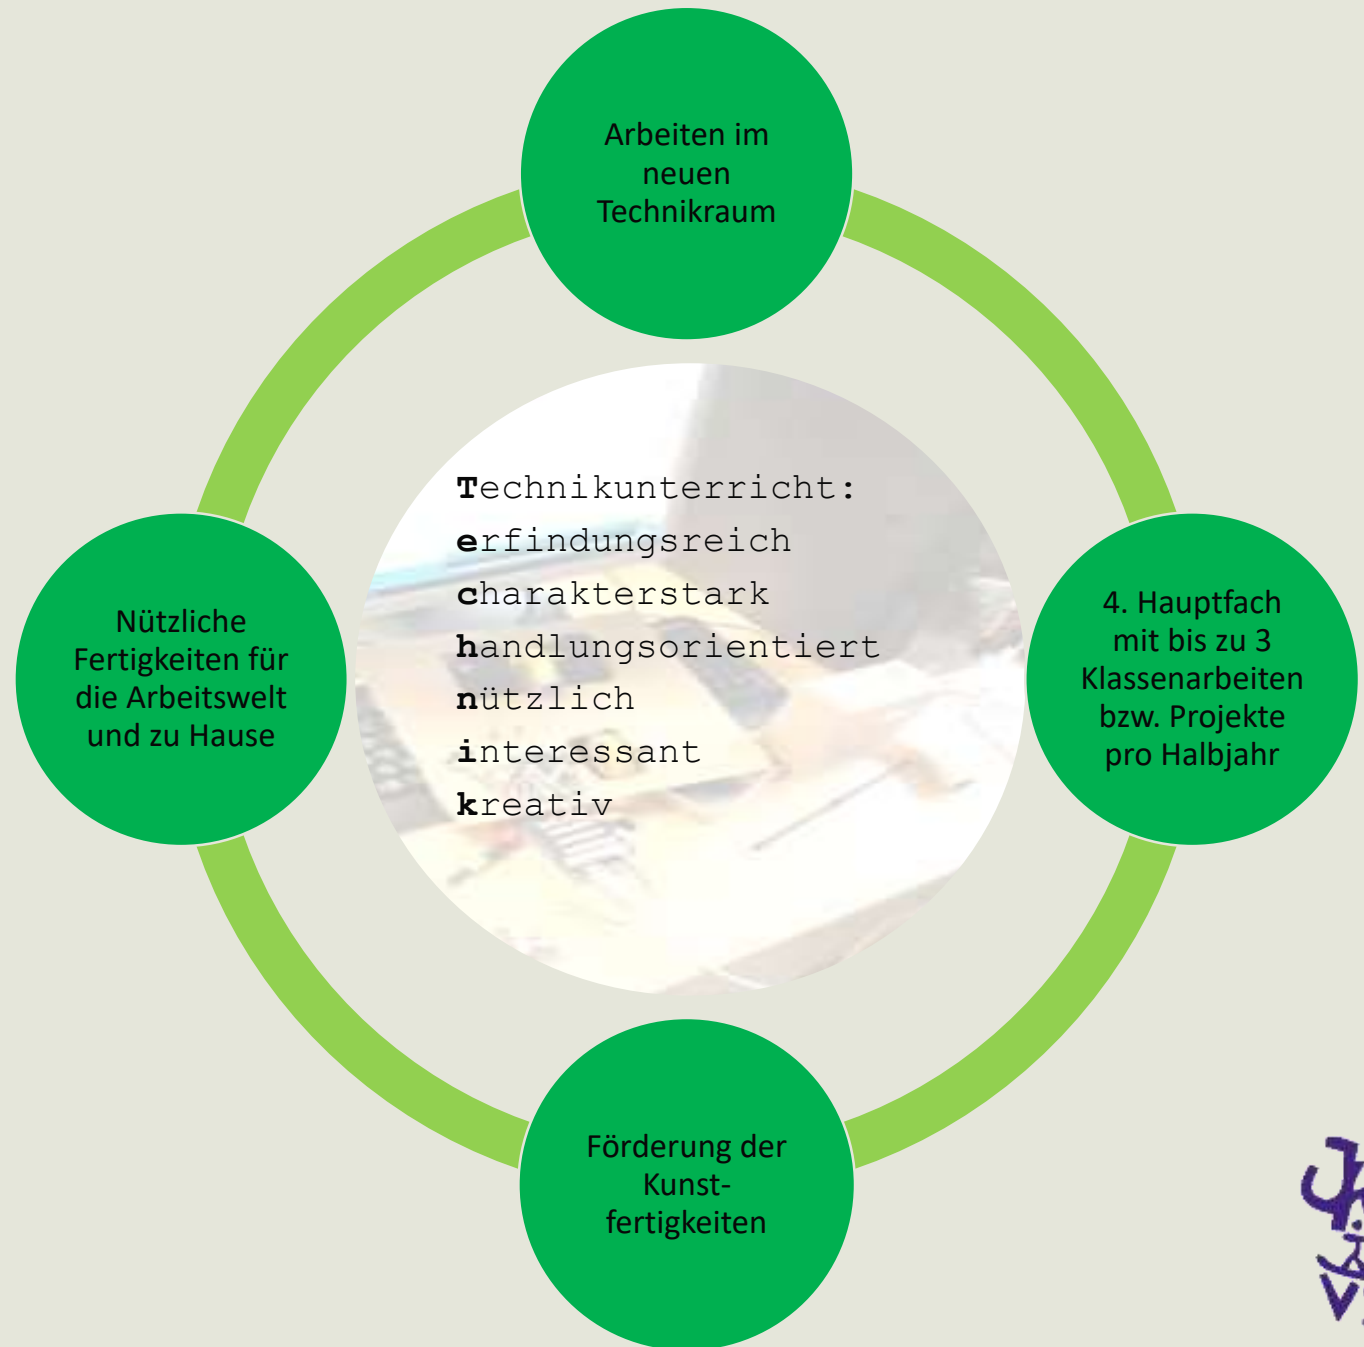 Arbeiten im
neuen
Technikraum
Technikunterricht:
erfindungsreich
charakterstark
handlungsorientiert
nützlich
interessant
kreativ
Nützliche
Fertigkeiten für
die Arbeitswelt
und zu Hause
4. Hauptfach
mit bis zu 3
Klassenarbeiten
bzw. Projekte
pro Halbjahr
Förderung der
Kunst-
fertigkeiten